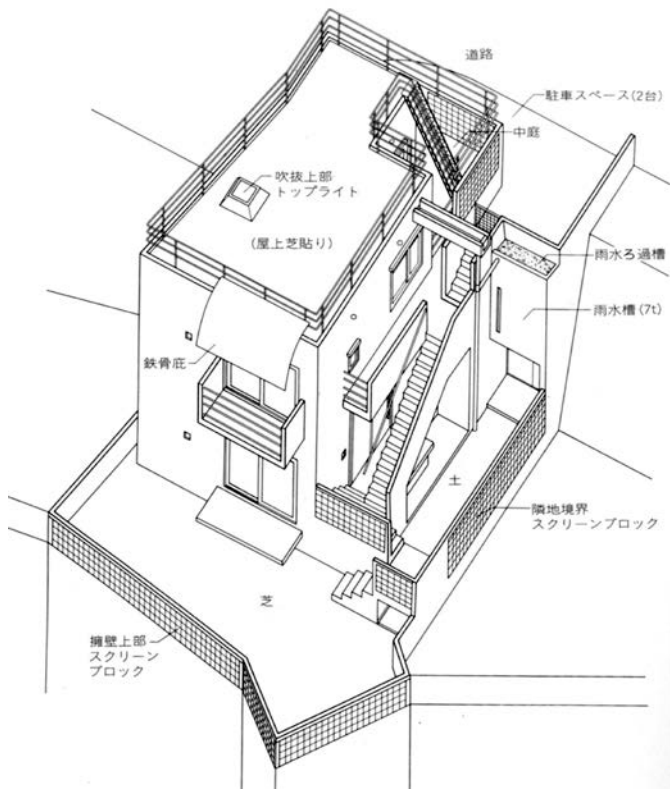 道路
駐車スペース(2台)
中庭
吹抜上部
トップライト
(屋上芝貼り)
雨水ろ過槽
雨水槽(7t)
鉄骨庇
土
隣地境界
スクリーンブロック
芝
擁壁上部
スクリーン
ブロック